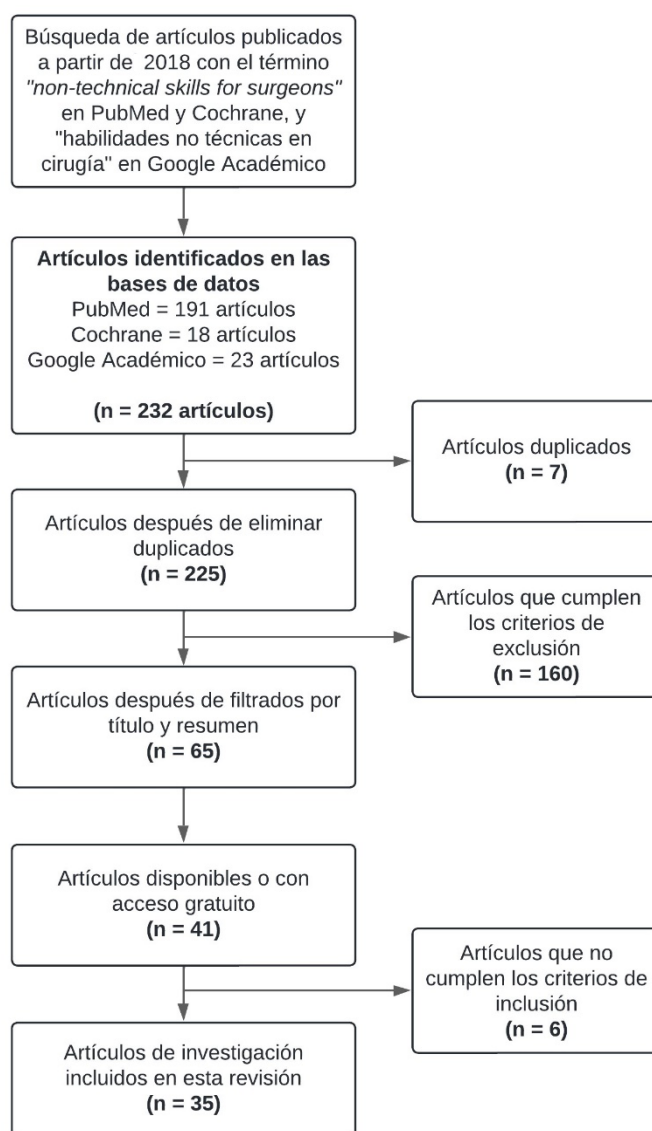 Búsqueda de artículos publicados
a partir de 2018 con el término
"non-technical skills for surgeons"
en PubMed y Cochrane, y
"habilidades no técnicas en
cirugía" en Google Académico
Artículos identificados en las
bases de datos
PubMed = 191 artículos
Cochrane = 18 artículos
Google Académico = 23 artículos
(n = 232 artículos)
Artículos duplicados
(n = 7)
Artículos después de eliminar
duplicados
(n = 225)
Artículos que cumplen
los criterios de
exclusión
(n = 160)
Artículos después de filtrados por
título y resumen
(n = 65)
Artículos disponibles o con
acceso gratuito
(n = 41)
Artículos que no
cumplen los criterios de
inclusión
(n = 6)
Artículos de investigación
incluidos en esta revisión
(n = 35)